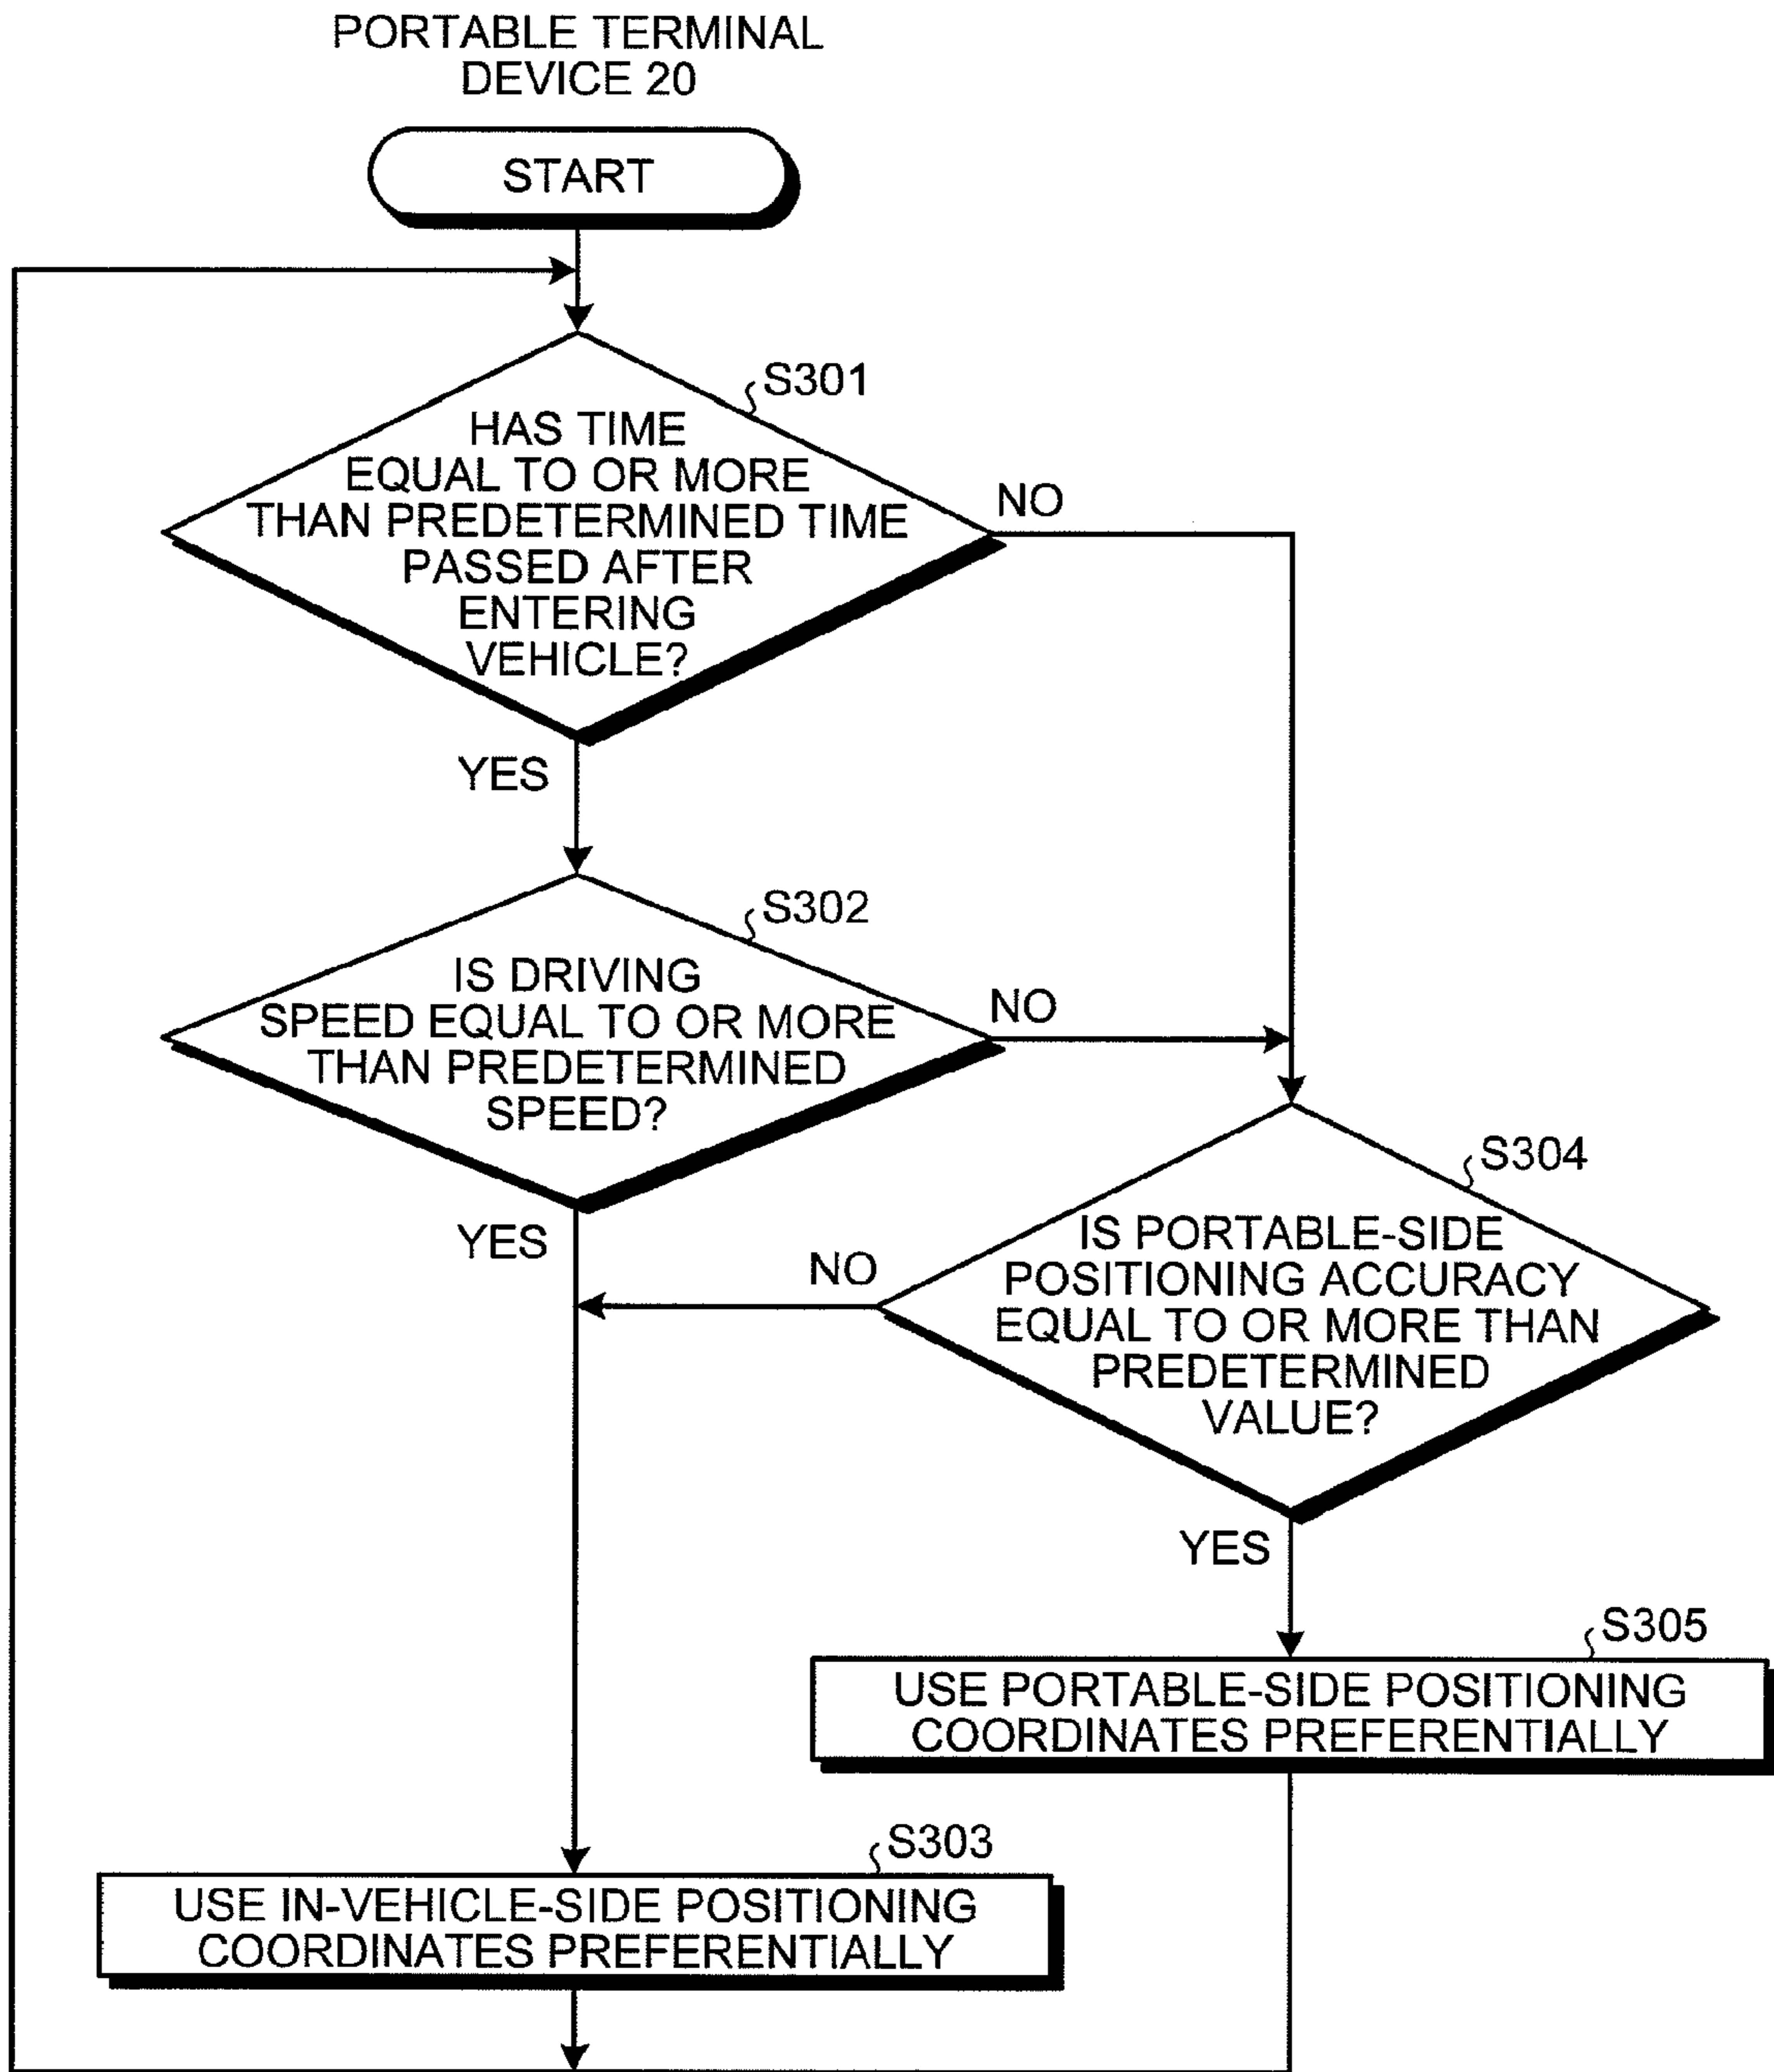 PORTABLE TERMINAL
DEVICE 20
START
S301
HAS TIME
EQUAL TO OR MORE
THAN PREDETERMINED TIME
PASSED AFTER
ENTERING
VEHICLE?
NO
YES
S302
IS DRIVING
SPEED EQUAL TO OR MORE
THAN PREDETERMINED
SPEED?
NO
YES
S304
IS PORTABLE-SIDE
POSITIONING ACCURACY
EQUAL TO OR MORE THAN
PREDETERMINED
VALUE?
NO
YES
S305
USE PORTABLE-SIDE POSITIONING
COORDINATES PREFERENTIALLY
S303
USE IN-VEHICLE-SIDE POSITIONING
COORDINATES PREFERENTIALLY